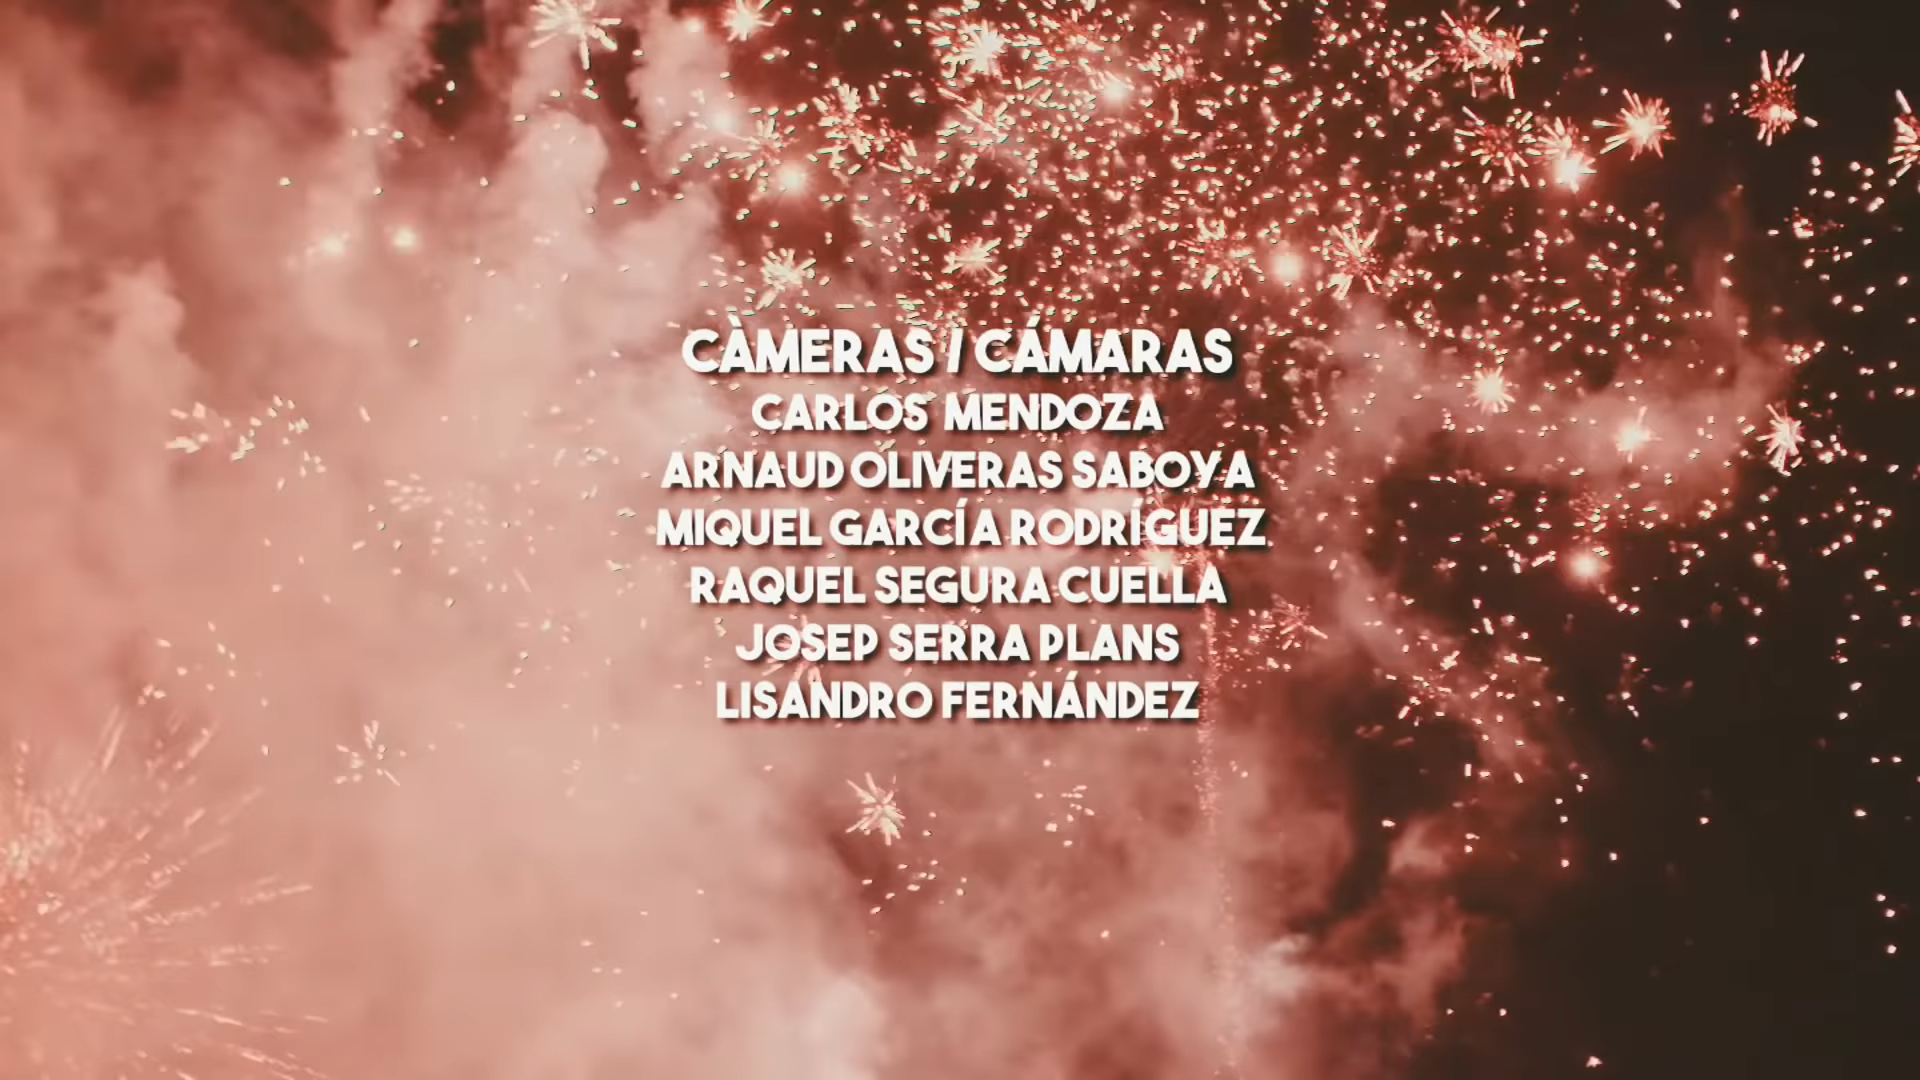 CÀMERAS / CÁMARAS
CARLOS MENDOZA
ARNAUD OLIVERAS SABOYA
MIQUEL GARCÍA RODRÍGUEZ
RAQUEL SEGURA CUELLA
JOSEP SERRA PLANS
LISANDRO FERNÁNDEZ